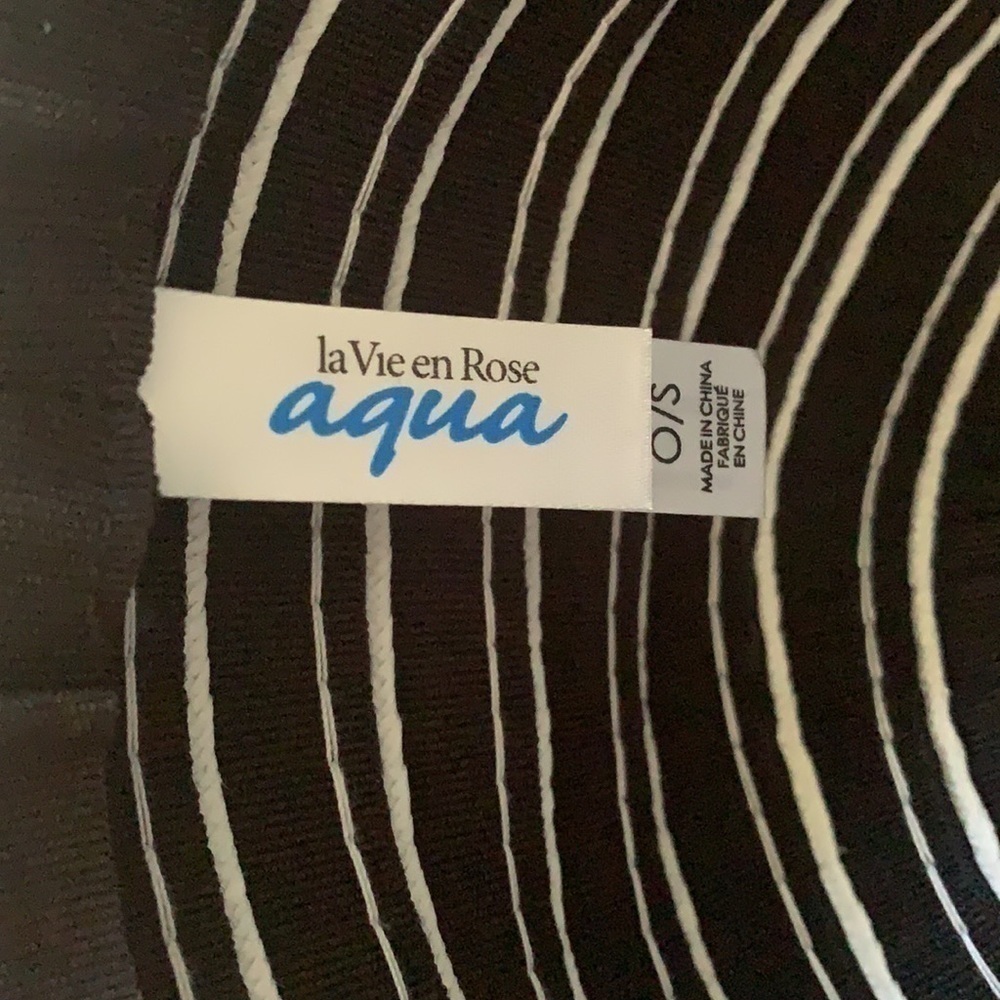 la Vie en Rose
aqua
O/S
MADE IN CHINA
FABRIQUÉ
EN CHINE